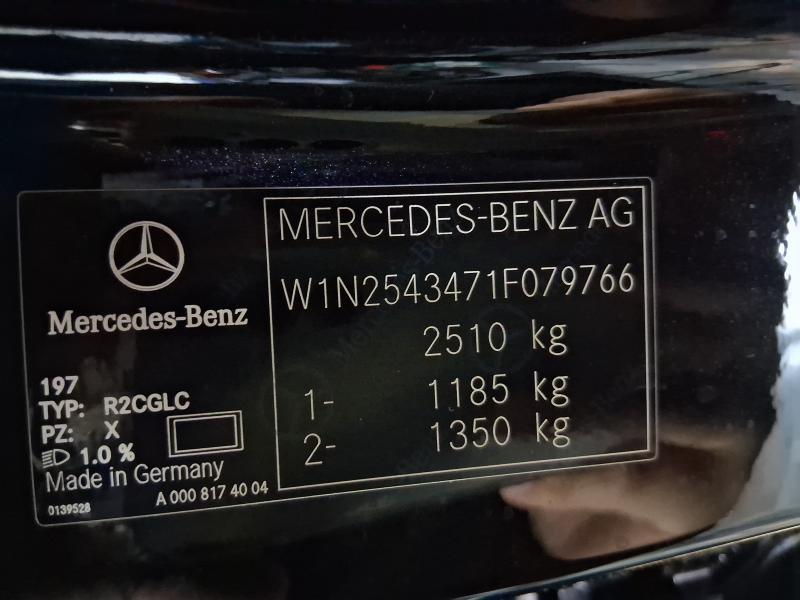 MERCEDES-BENZ AG
W1N2543471F079766
2510 kg
1- 1185 kg
2- 1350 kg
Mercedes-Benz
197
TYP: R2CGLC
PZ: X
1.0 %
Made in Germany
A 000 817 40 04
0139528